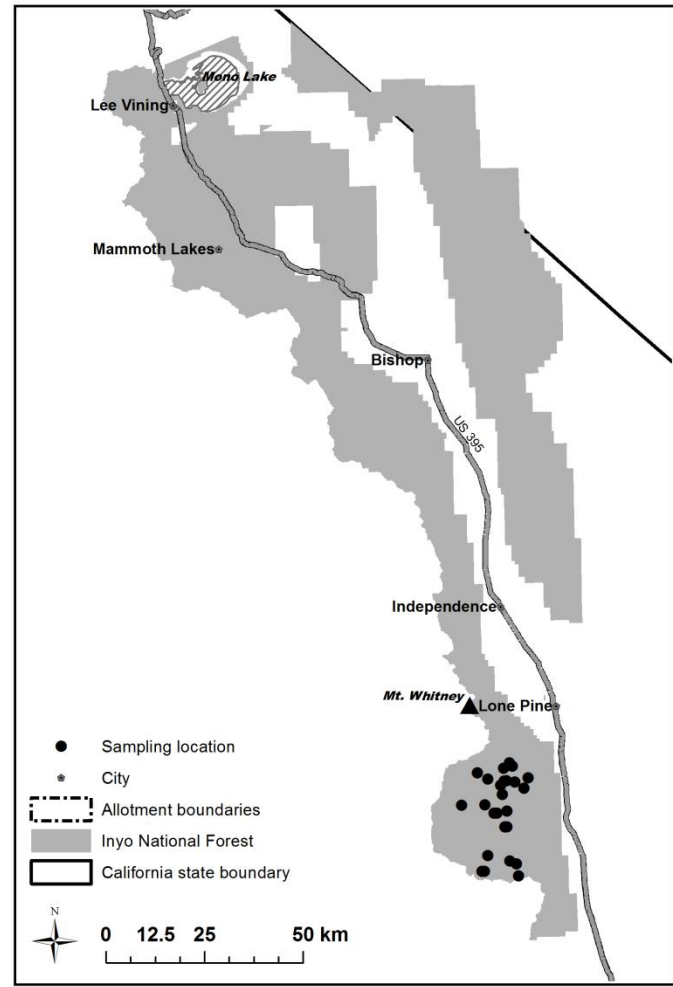 Mono Lake
Lee Vining
Mammoth Lakes
Bishop
US 395
Independence
Mt. Whitney
Lone Pine
Sampling location
City
Allotment boundaries
Inyo National Forest
California state boundary
N
0 12.5 25 50 km